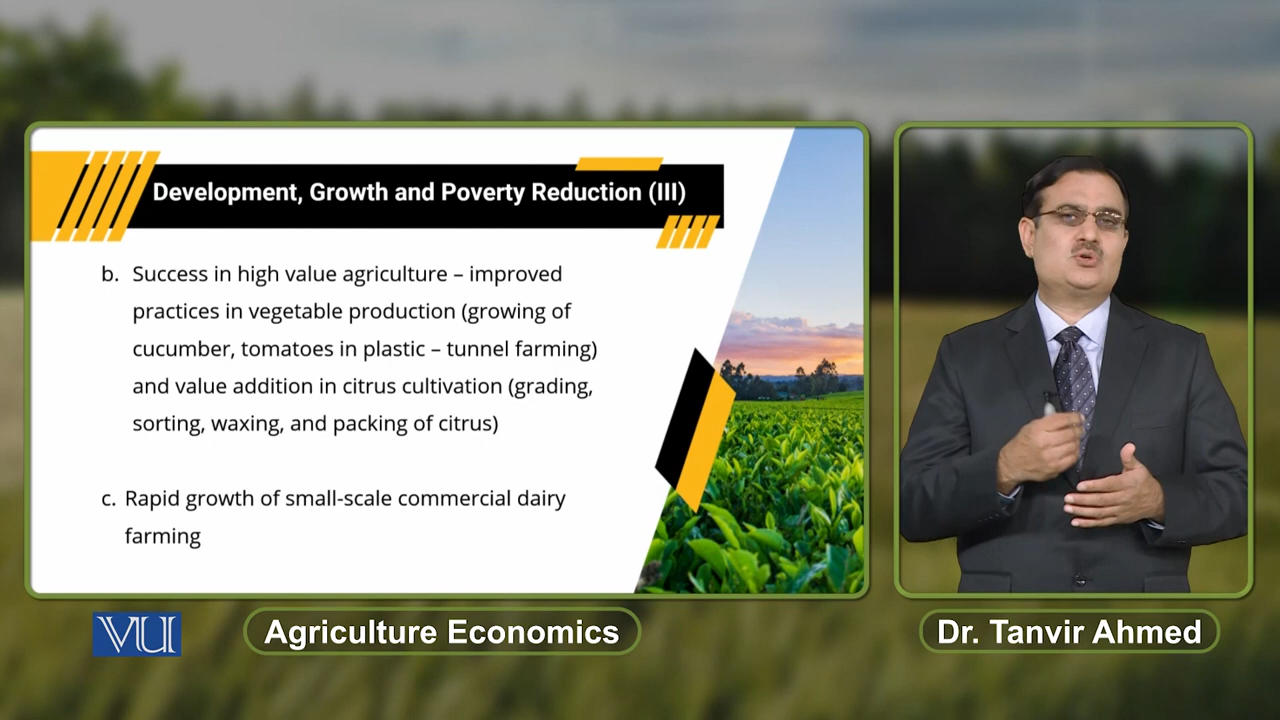 Development, Growth and Poverty Reduction (III)
b. Success in high value agriculture – improved
practices in vegetable production (growing of
cucumber, tomatoes in plastic – tunnel farming)
and value addition in citrus cultivation (grading,
sorting, waxing, and packing of citrus)
c. Rapid growth of small-scale commercial dairy
farming
VU
Agriculture Economics
Dr. Tanvir Ahmed